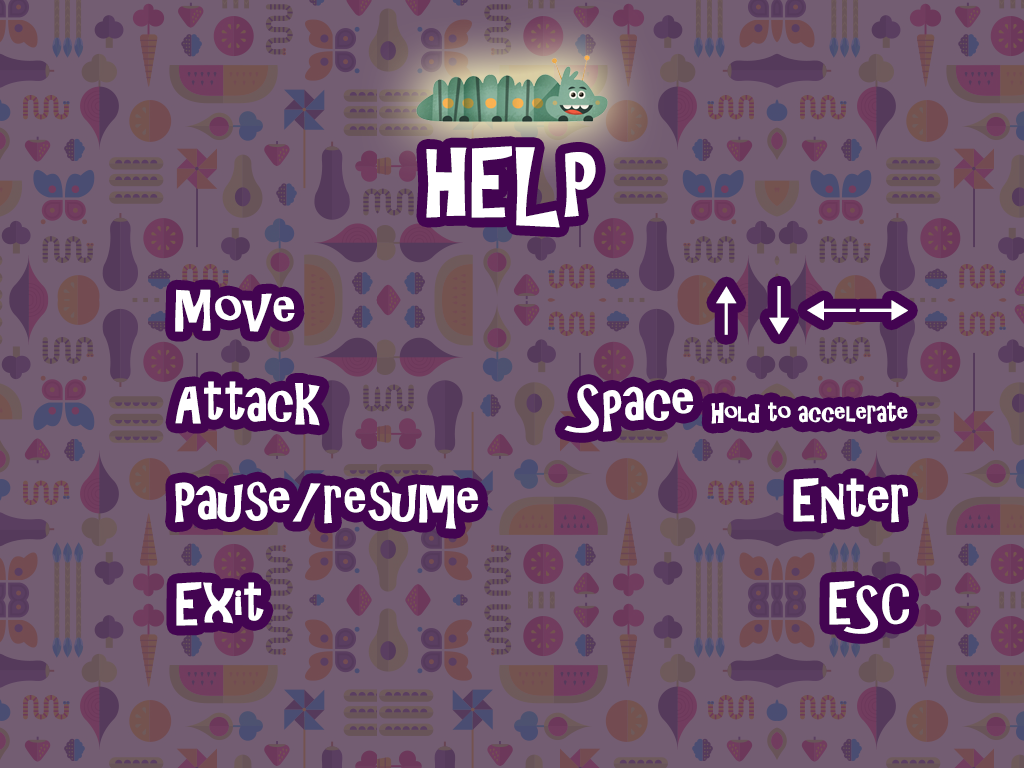 HELP
Move ↑ ↓ ← →
Attack Space Hold to accelerate
Pause/resume Enter
Exit ESC